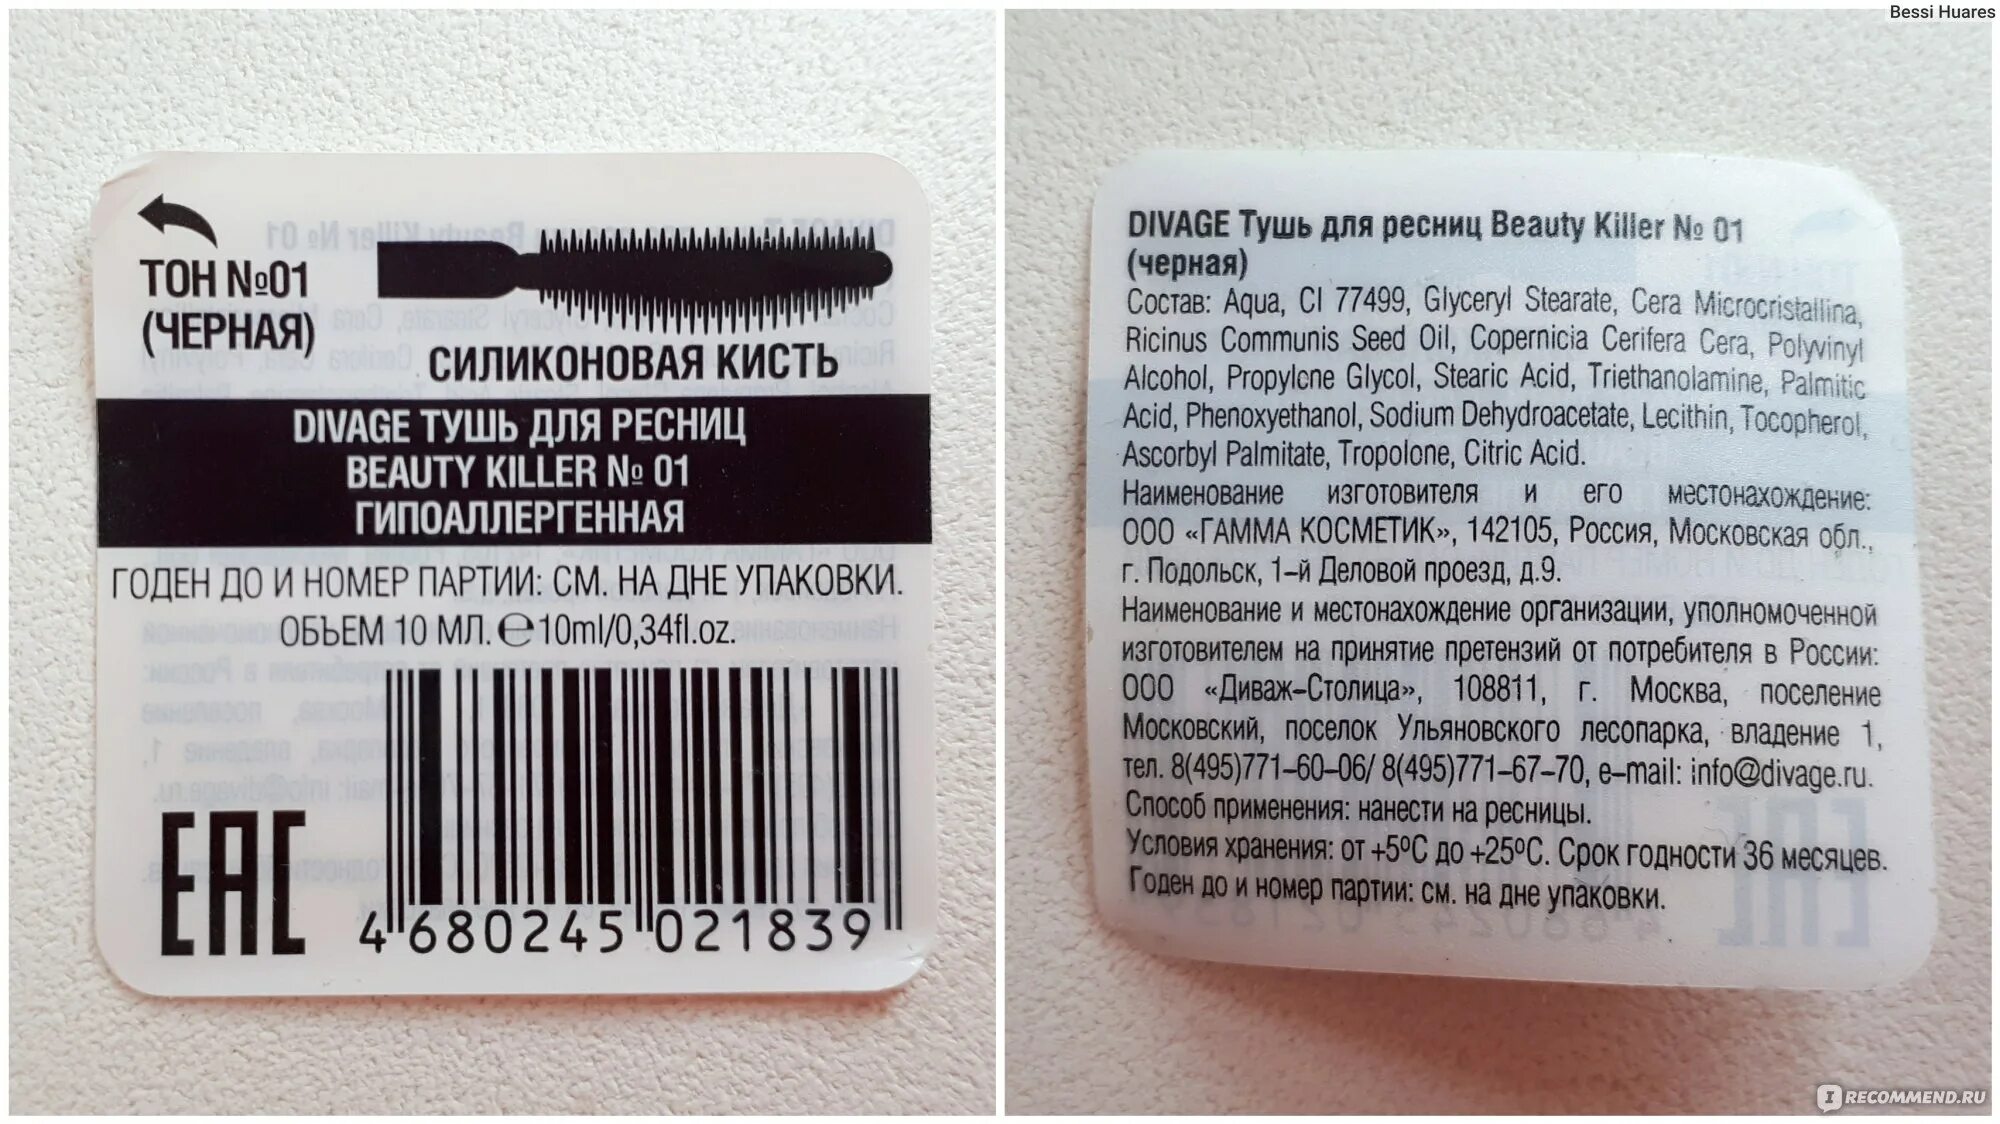 Bessi Huares
ТОН №01
(ЧЕРНАЯ)
СИЛИКОНОВАЯ КИСТЬ
DIVAGE ТУШЬ ДЛЯ РЕСНИЦ
BEAUTY KILLER № 01
ГИПОАЛЛЕРГЕННАЯ
ГОДЕН ДО И НОМЕР ПАРТИИ: СМ. НА ДНЕ УПАКОВКИ.
ОБЪЕМ 10 МЛ. ℮10ml/0,34fl.oz.
EAC
4 680245 021839
DIVAGE Тушь для ресниц Beauty Killer № 01
(черная)
Состав: Aqua, CI 77499, Glyceryl Stearate, Cera Microcristallina,
Ricinus Communis Seed Oil, Copernicia Cerifera Cera, Polyvinyl
Alcohol, Propylene Glycol, Stearic Acid, Triethanolamine, Palmitic
Acid, Phenoxyethanol, Sodium Dehydroacetate, Lecithin, Tocopherol,
Ascorbyl Palmitate, Tropolone, Citric Acid.
Наименование изготовителя и его местонахождение:
ООО «ГАММА КОСМЕТИК», 142105, Россия, Московская обл.,
г. Подольск, 1-й Деловой проезд, д.9.
Наименование и местонахождение организации, уполномоченной
изготовителем на принятие претензий от потребителя в России:
ООО «Диваж-Столица», 108811, г. Москва, поселение
Московский, поселок Ульяновского лесопарка, владение 1,
тел. 8(495)771-60-06/ 8(495)771-67-70, e-mail: info@divage.ru.
Способ применения: нанести на ресницы.
Условия хранения: от +5ºC до +25ºC. Срок годности 36 месяцев.
Годен до и номер партии: см. на дне упаковки.
I RECOMMEND.RU